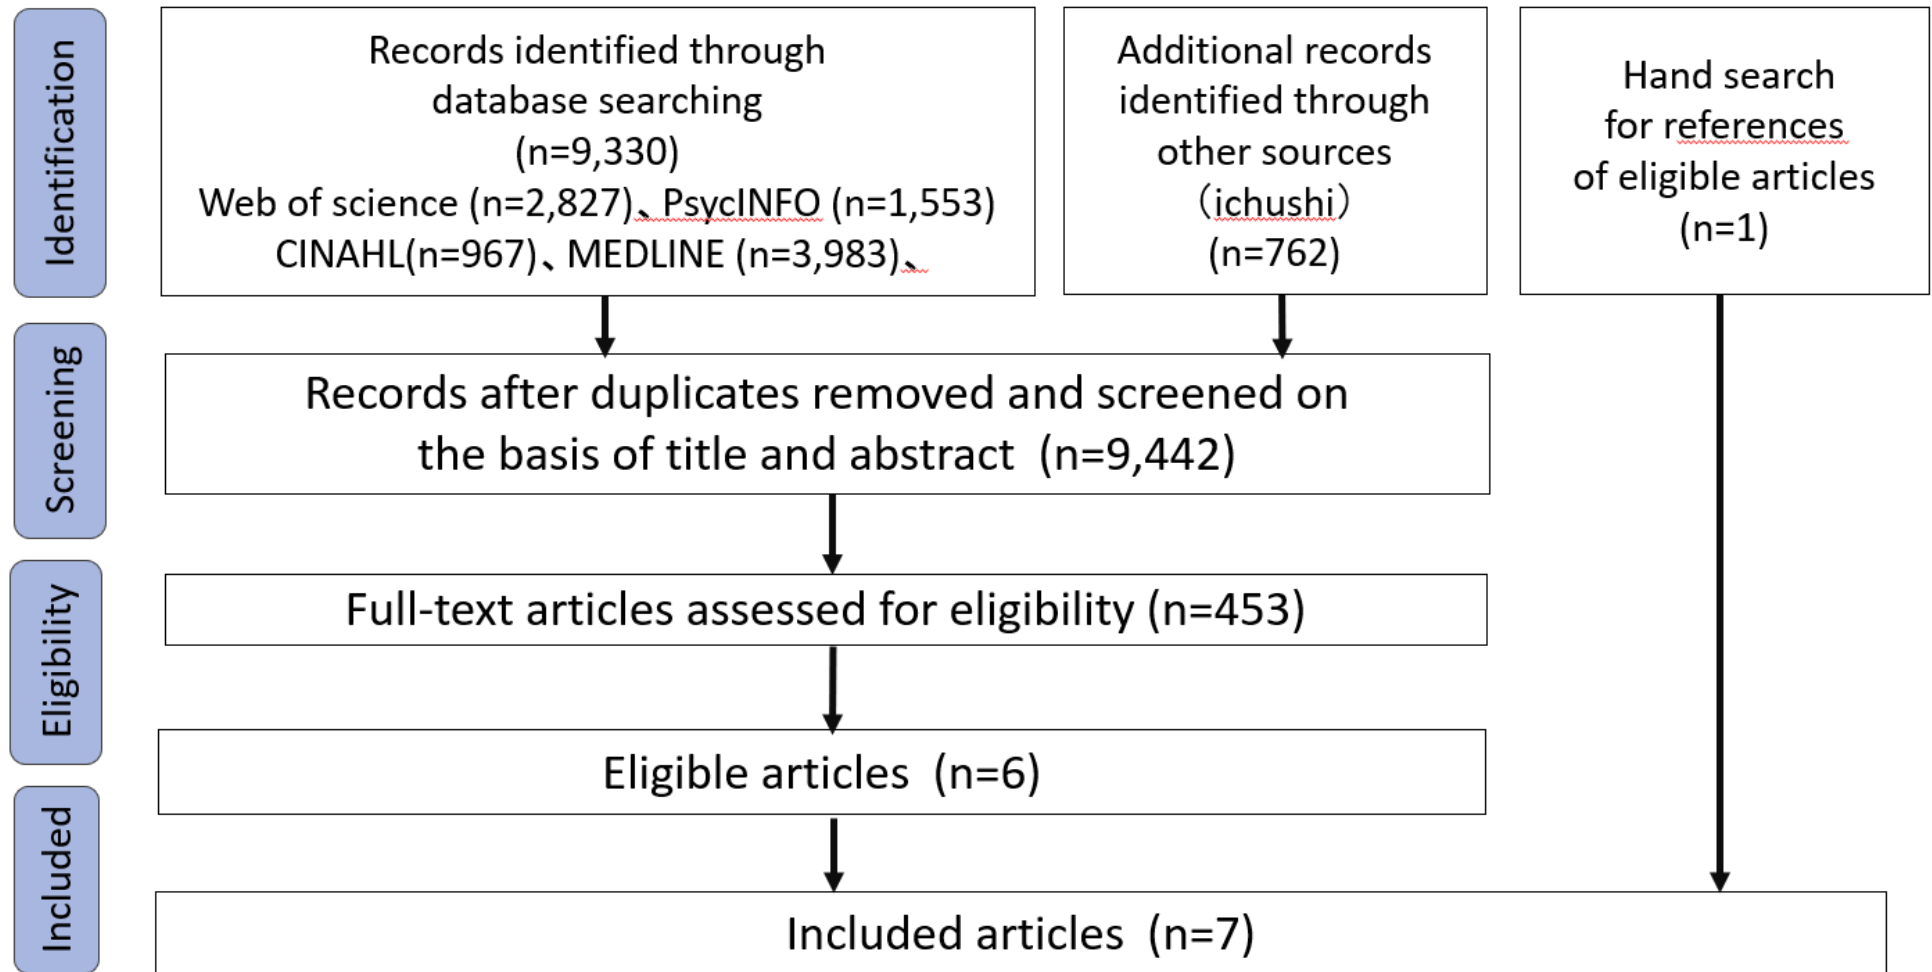 Identification
Records identified through
database searching
(n=9,330)
Web of science (n=2,827)、PsycINFO (n=1,553)
CINAHL(n=967)、MEDLINE (n=3,983)、
Additional records
identified through
other sources
（ichushi）
(n=762)
Hand search
for references
of eligible articles
(n=1)
Screening
Records after duplicates removed and screened on
the basis of title and abstract (n=9,442)
Eligibility
Full-text articles assessed for eligibility (n=453)
Eligible articles (n=6)
Included
Included articles (n=7)